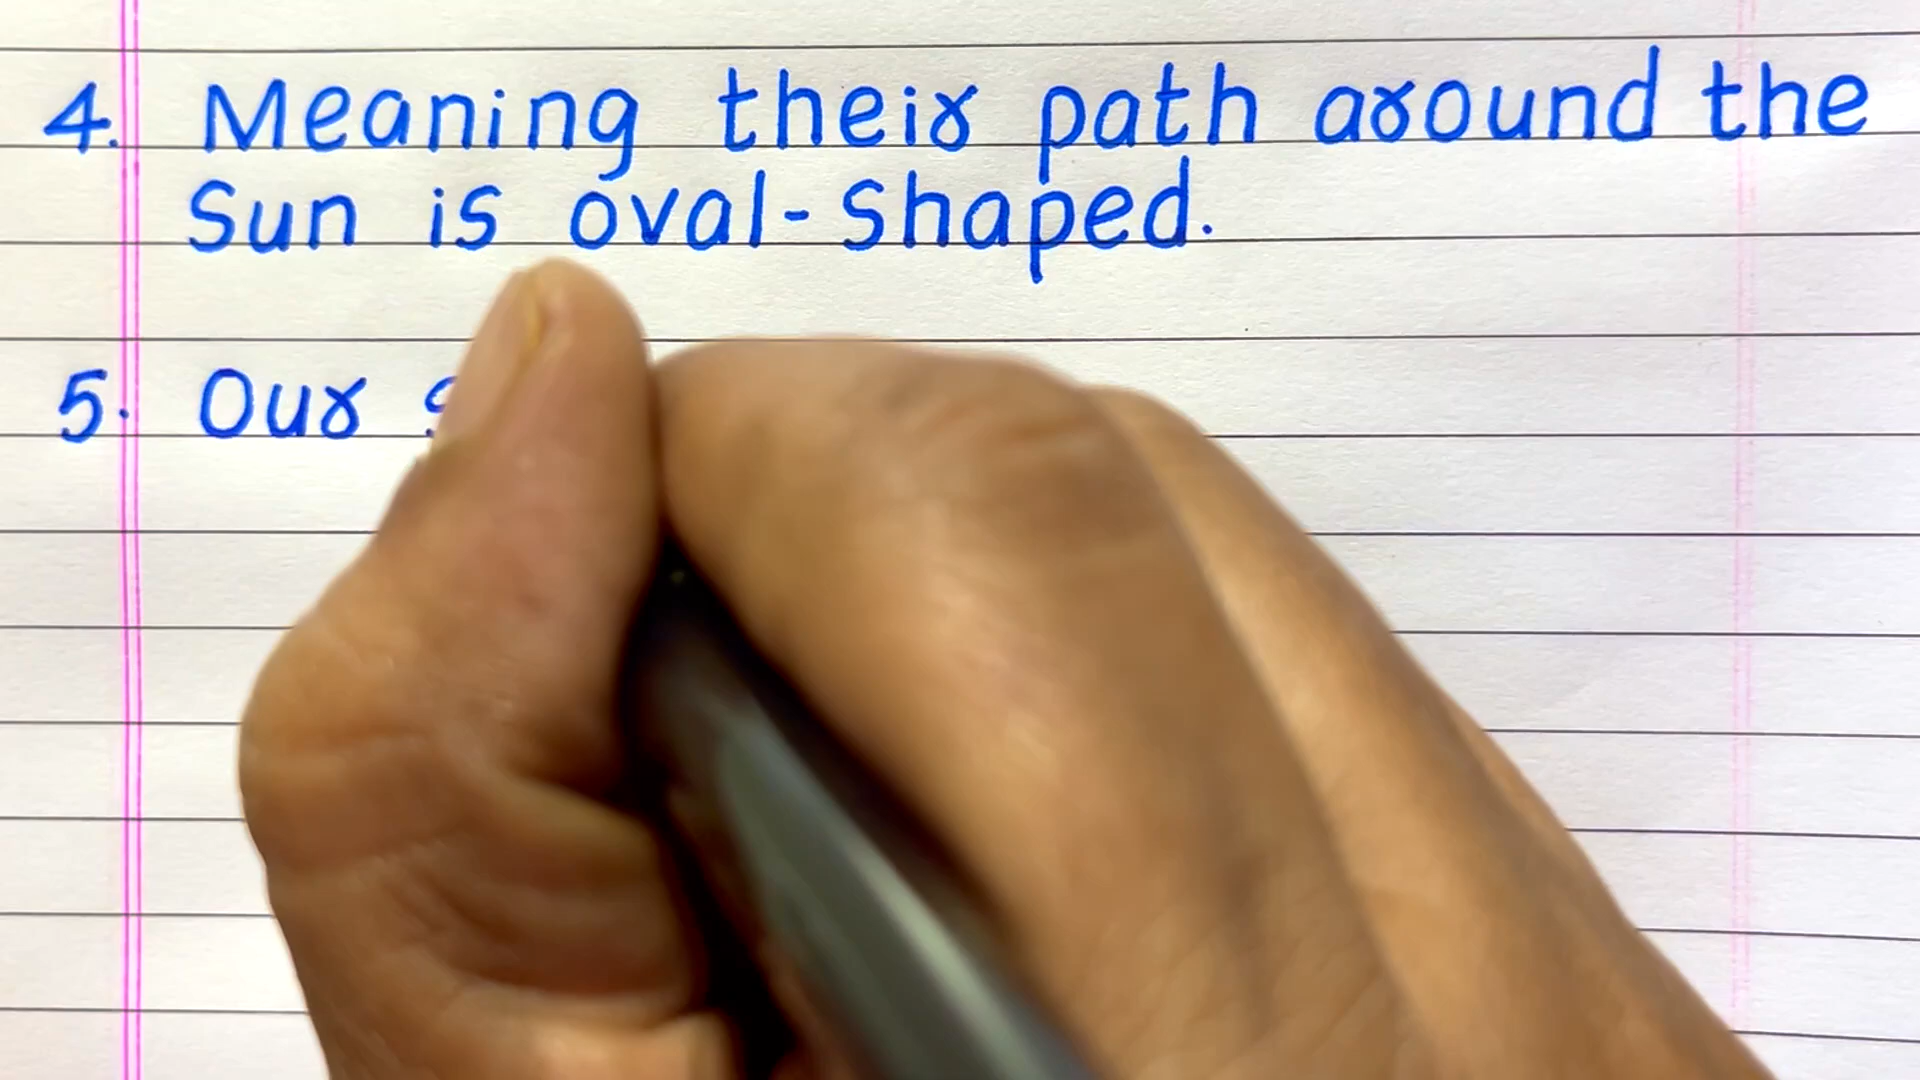 4. Meaning their path around the
Sun is oval-shaped.
5. Our